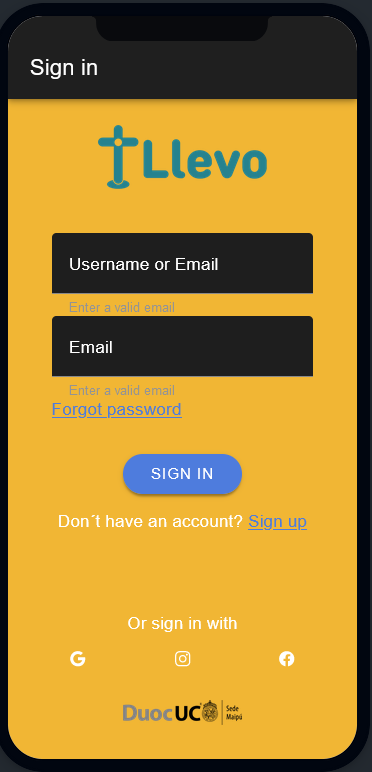 Sign in
tLlevo
Username or Email
Enter a valid email
Email
Enter a valid email
Forgot password
SIGN IN
Don´t have an account? Sign up
Or sign in with
DuocUC Sede
Maipú